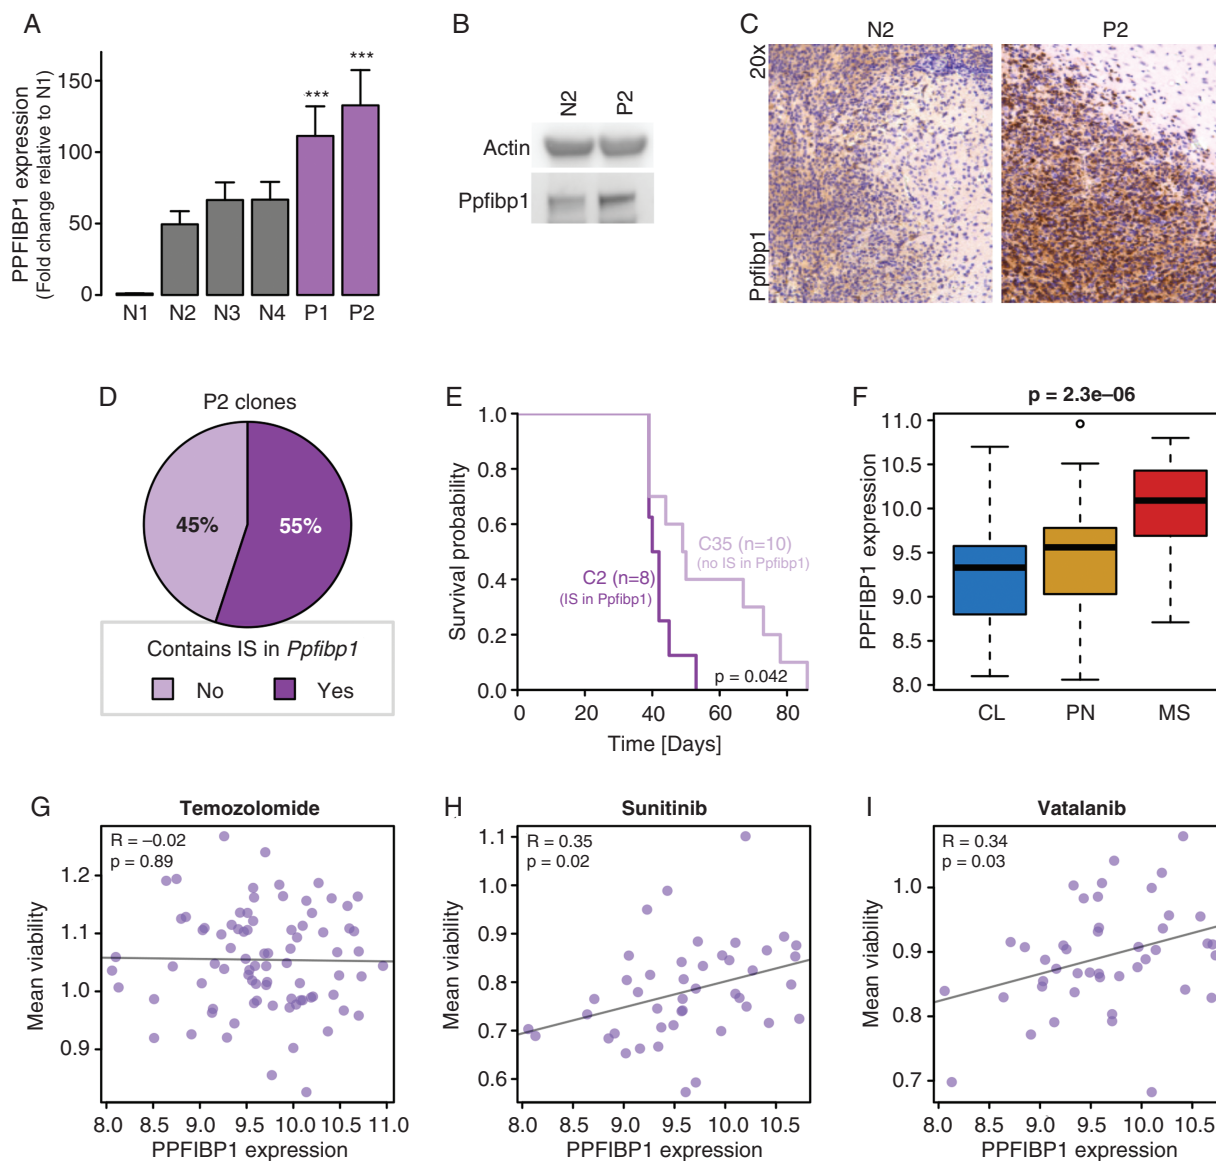 A
PPFIBP1 expression
(Fold change relative to N1)
150
100
50
0
***
***
N1 N2 N3 N4 P1 P2
B
N2 P2
Actin
Ppfibp1
C
N2 P2
20x
Ppfibp1
D
P2 clones
45% 55%
Contains IS in Ppfibp1
No Yes
E
Survival probability
1.0
0.8
0.6
0.4
0.2
0.0
C35 (n=10)
(no IS in Ppfibp1)
C2 (n=8)
(IS in Ppfibp1)
p = 0.042
0 20 40 60 80
Time [Days]
F
p = 2.3e–06
PPFIBP1 expression
11.0
10.5
10.0
9.5
9.0
8.5
8.0
CL PN MS
G
Temozolomide
R = –0.02
p = 0.89
Mean viability
1.2
1.1
1.0
0.9
8.0 8.5 9.0 9.5 10.0 10.5 11.0
PPFIBP1 expression
H
Sunitinib
R = 0.35
p = 0.02
Mean viability
1.1
1.0
0.9
0.8
0.7
0.6
8.0 8.5 9.0 9.5 10.0 10.5
PPFIBP1 expression
I
Vatalanib
R = 0.34
p = 0.03
Mean viability
1.0
0.9
0.8
0.7
8.0 8.5 9.0 9.5 10.0 10.5
PPFIBP1 expression